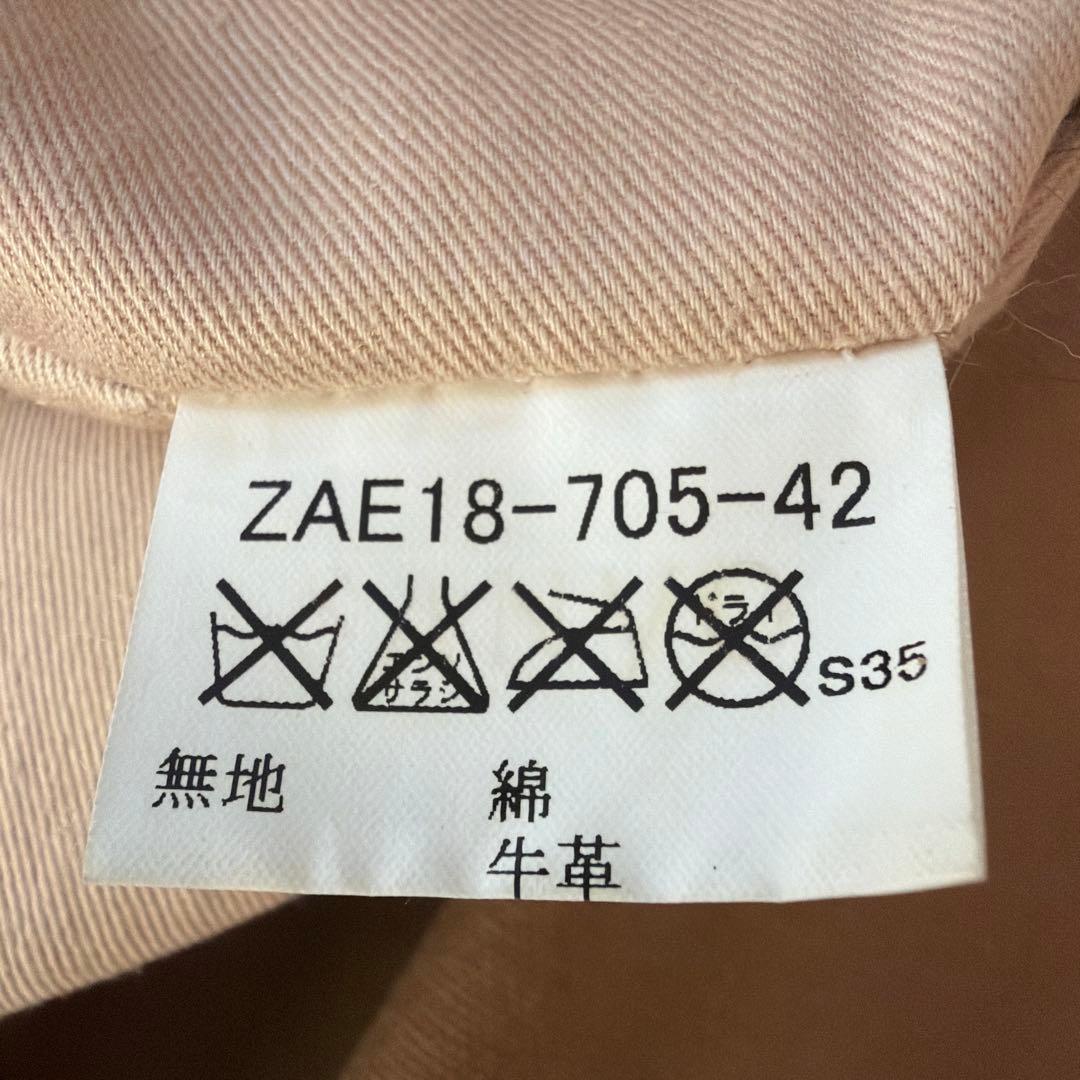 ZAE18-705-42
エンソ
サラシ
ドライ
S35
無地 綿
牛革